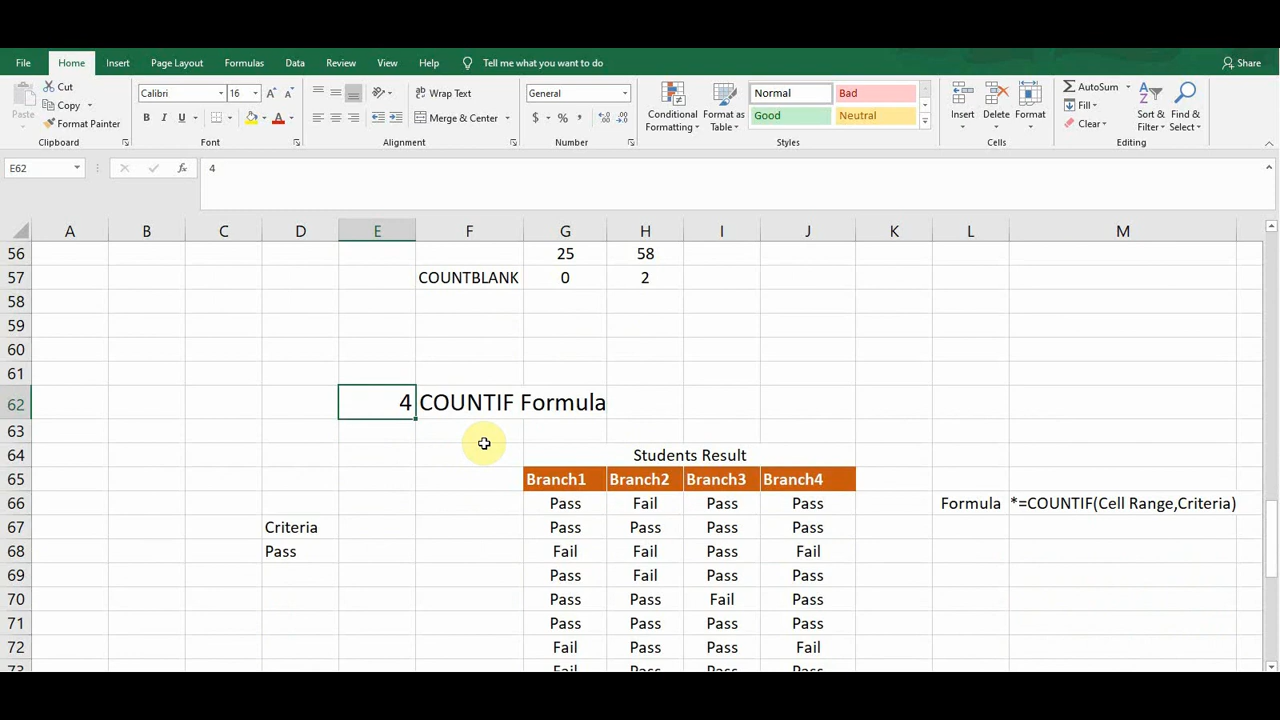 File Home Insert Page Layout Formulas Data Review View Help Tell me what you want to do Share
Cut Calibri 16 A A Wrap Text General Normal Bad AutoSum
Copy
Paste Format Painter B I U A Merge & Center $ % , Conditional Formatting Format as Table Good Neutral Insert Delete Format Fill Clear Sort & Filter Find & Select
Clipboard Font Alignment Number Styles Cells Editing
E62 fx 4
A B C D E F G H I J K L M
56 25 58
57 COUNTBLANK 0 2
58
59
60
61
62 4 COUNTIF Formula
63
64 Students Result
65 Branch1 Branch2 Branch3 Branch4
66 Pass Fail Pass Pass Formula *=COUNTIF(Cell Range,Criteria)
67 Criteria Pass Pass Pass Pass
68 Pass Fail Fail Pass Fail
69 Pass Fail Pass Pass
70 Pass Pass Fail Pass
71 Pass Pass Pass Pass
72 Fail Pass Pass Fail
73 Fail Pass Pass Pass